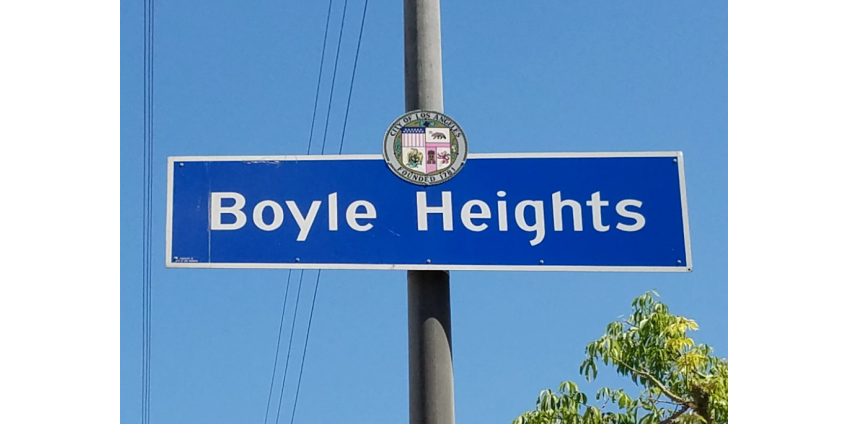 CITY OF LOS ANGELES
FOUNDED 1781
Boyle Heights